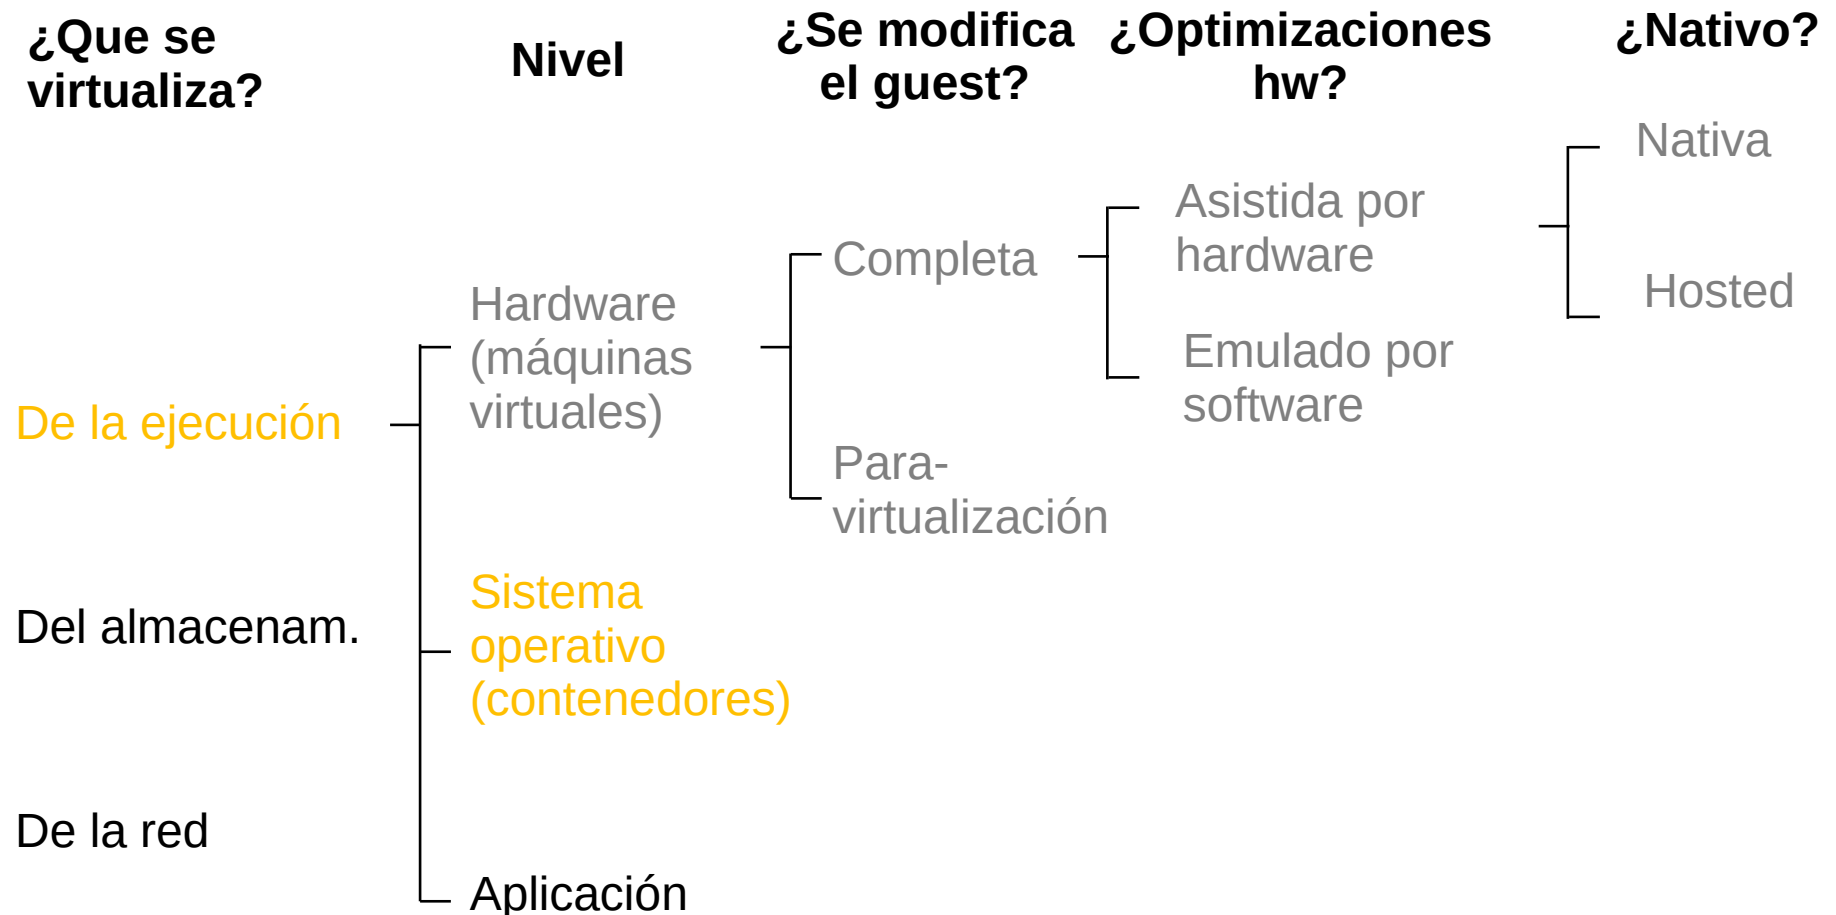 ¿Que se
virtualiza?
Nivel
¿Se modifica
el guest?
¿Optimizaciones
hw?
¿Nativo?
De la ejecución
Del almacenam.
De la red
Hardware
(máquinas
virtuales)
Sistema
operativo
(contenedores)
Aplicación
Completa
Para-
virtualización
Asistida por
hardware
Emulado por
software
Nativa
Hosted